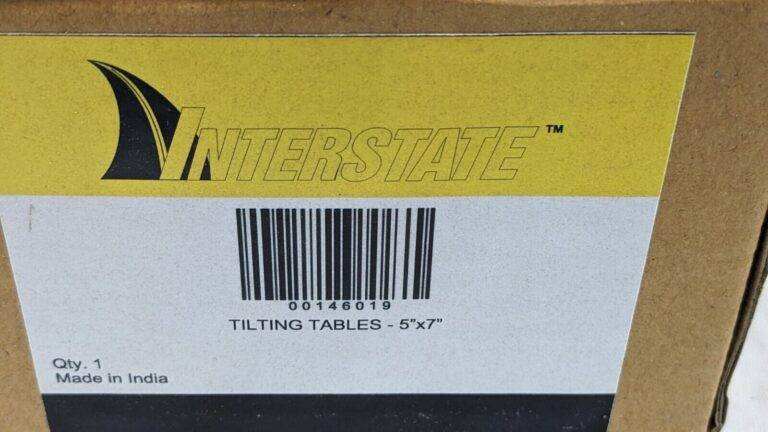 INTERSTATE™
00146019
TILTING TABLES - 5”x7”
Qty. 1
Made in India